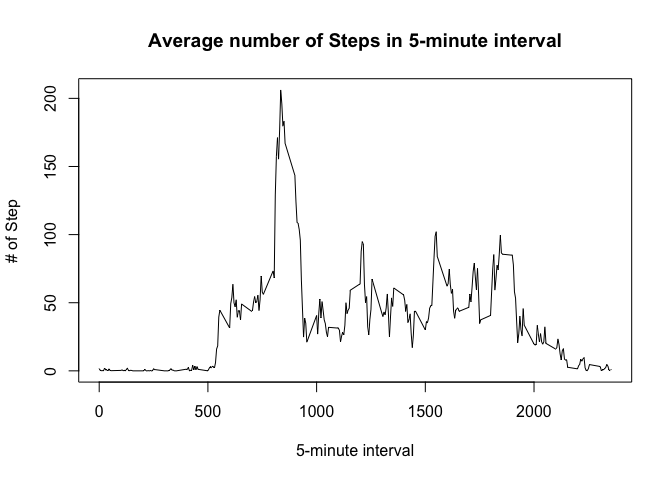 Average number of Steps in 5-minute interval
# of Step
200
150
100
50
0
0 500 1000 1500 2000
5-minute interval